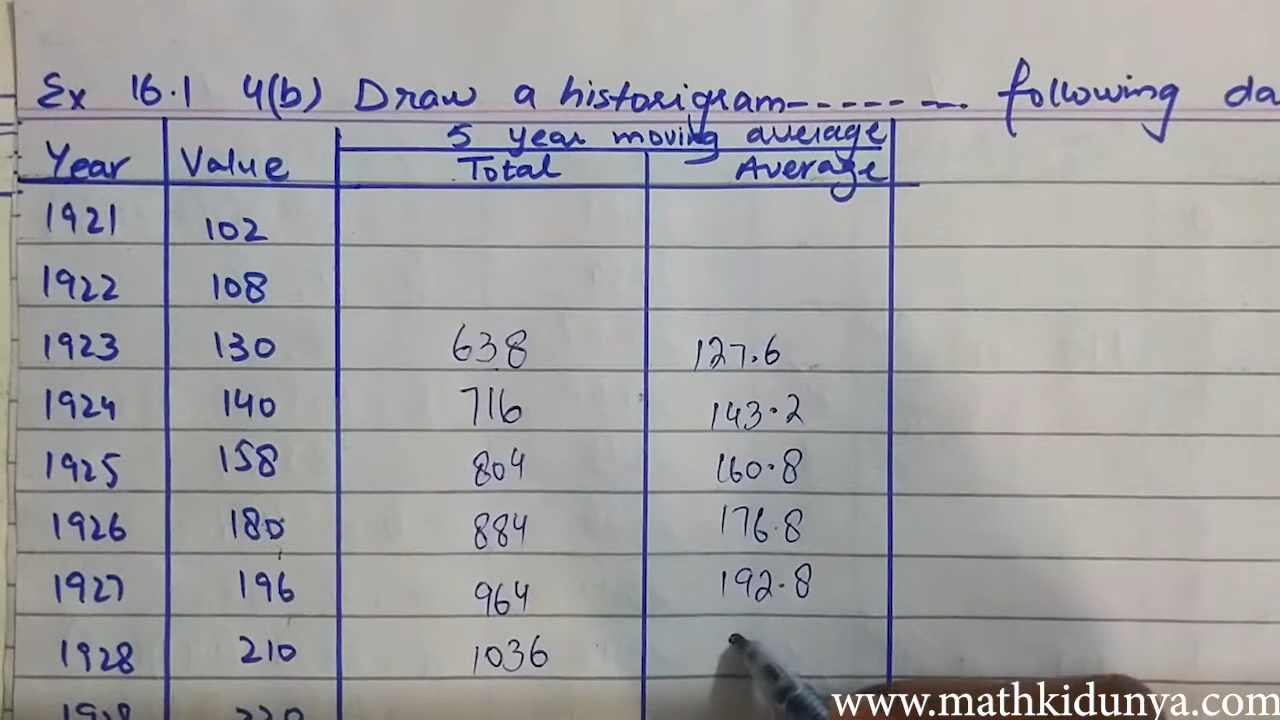 Ex 16.1 4(b) Draw a historigram------- following da
5 year moving average
Year Value Total Average
1921 102
1922 108
1923 130 638 127.6
1924 140 716 143.2
1925 158 804 160.8
1926 180 884 176.8
1927 196 964 192.8
1928 210 1036
www.mathkidunya.com